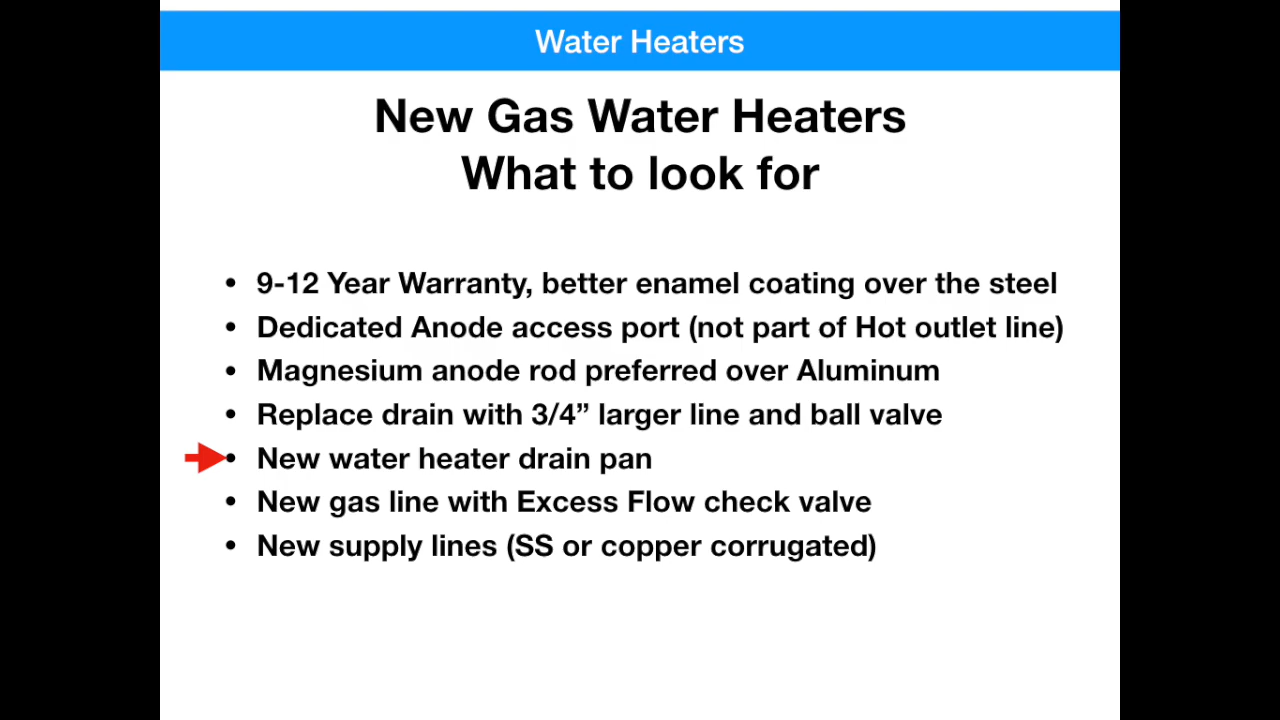 Water Heaters
New Gas Water Heaters
What to look for
• 9-12 Year Warranty, better enamel coating over the steel
• Dedicated Anode access port (not part of Hot outlet line)
• Magnesium anode rod preferred over Aluminum
• Replace drain with 3/4” larger line and ball valve
• New water heater drain pan
• New gas line with Excess Flow check valve
• New supply lines (SS or copper corrugated)